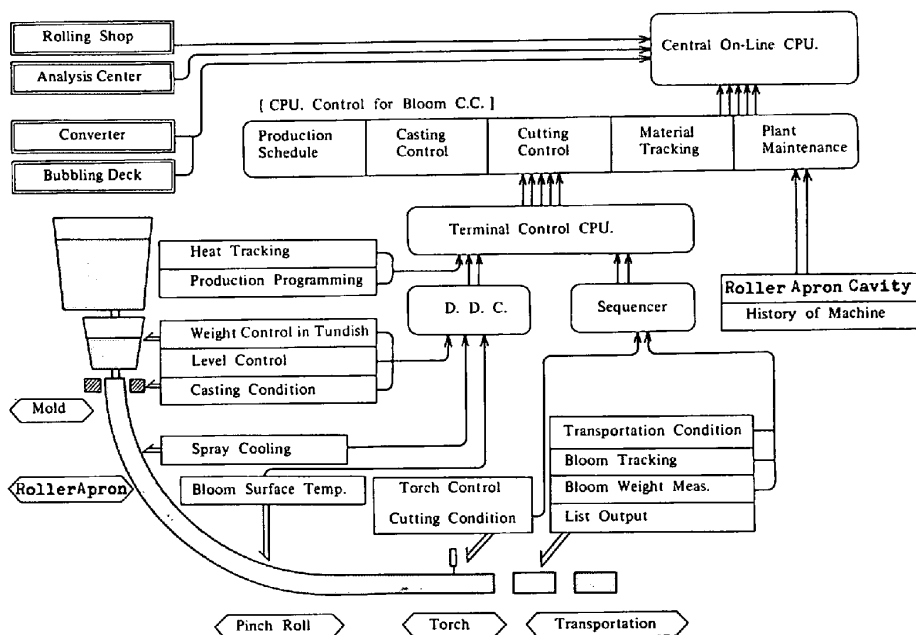 Rolling Shop
Analysis Center
Converter
Bubbling Deck
Central On-Line CPU.
[ CPU. Control for Bloom C.C. ]
Production
Schedule
Casting
Control
Cutting
Control
Material
Tracking
Plant
Maintenance
Terminal Control CPU.
Heat Tracking
Production Programming
D. D. C.
Sequencer
Roller Apron Cavity
History of Machine
Weight Control in Tundish
Level Control
Casting Condition
Mold
Spray Cooling
Roller Apron
Bloom Surface Temp.
Torch Control
Cutting Condition
Transportation Condition
Bloom Tracking
Bloom Weight Meas.
List Output
Pinch Roll
Torch
Transportation